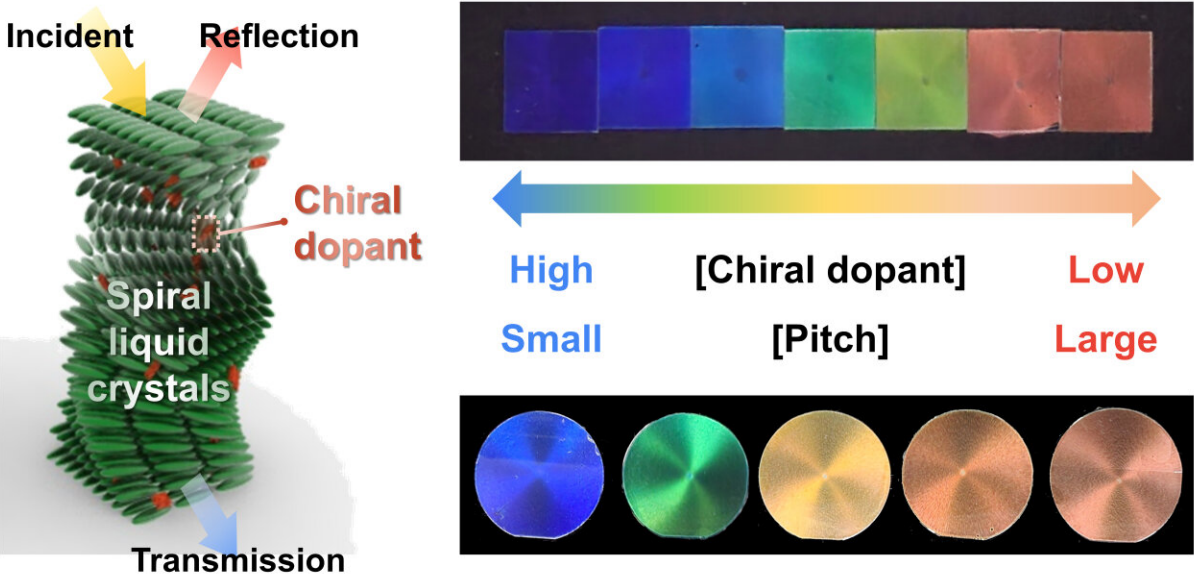 Incident Reflection
Chiral
dopant
Spiral
liquid
crystals
Transmission
High [Chiral dopant] Low
Small [Pitch] Large